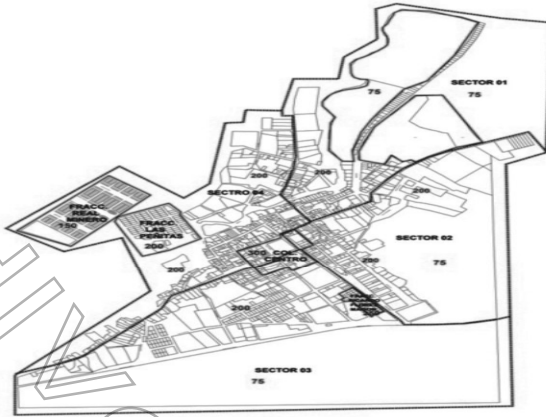 SECTOR 01
75
75
200
200
SECTRO 04
200
FRACC.
REAL
MINERO
150
FRACC.
LAS
PEÑITAS
200
SECTOR 02
75
300 COL.
CENTRO
200
200
200
SECTOR 03
75